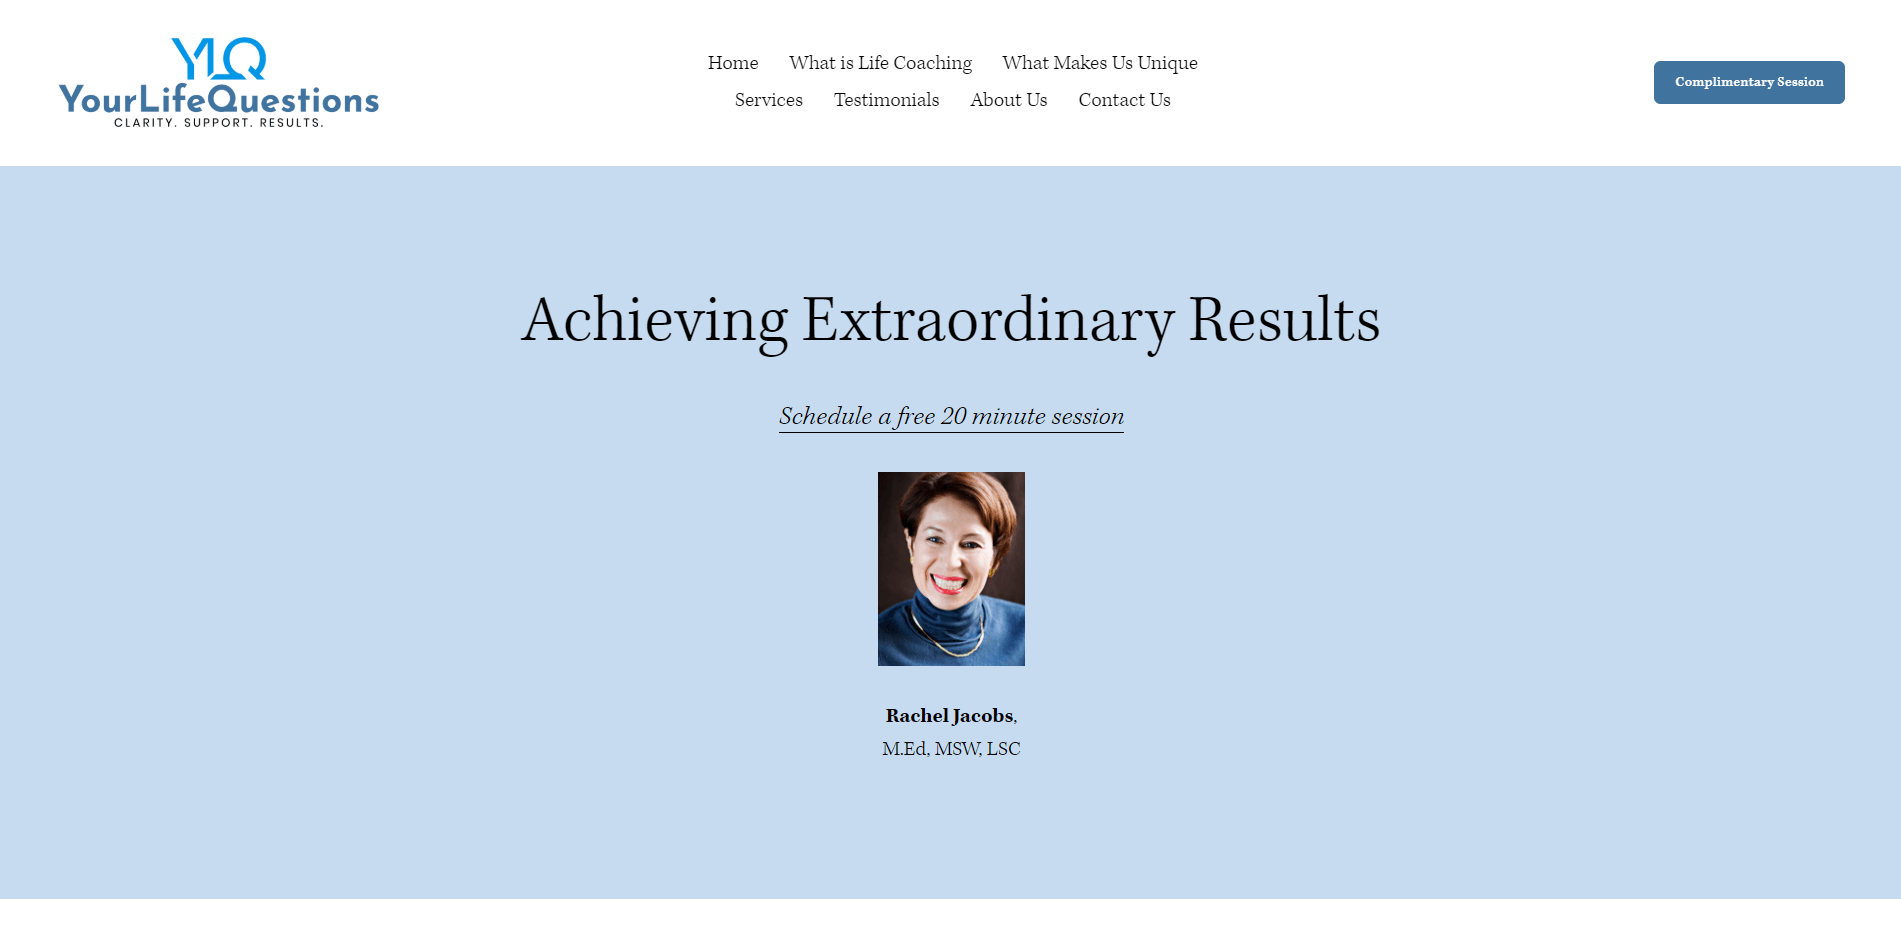 YLQ
YourLifeQuestions
CLARITY. SUPPORT. RESULTS.
Home What is Life Coaching What Makes Us Unique
Services Testimonials About Us Contact Us
Complimentary Session
Achieving Extraordinary Results
Schedule a free 20 minute session
Rachel Jacobs,
M.Ed, MSW, LSC